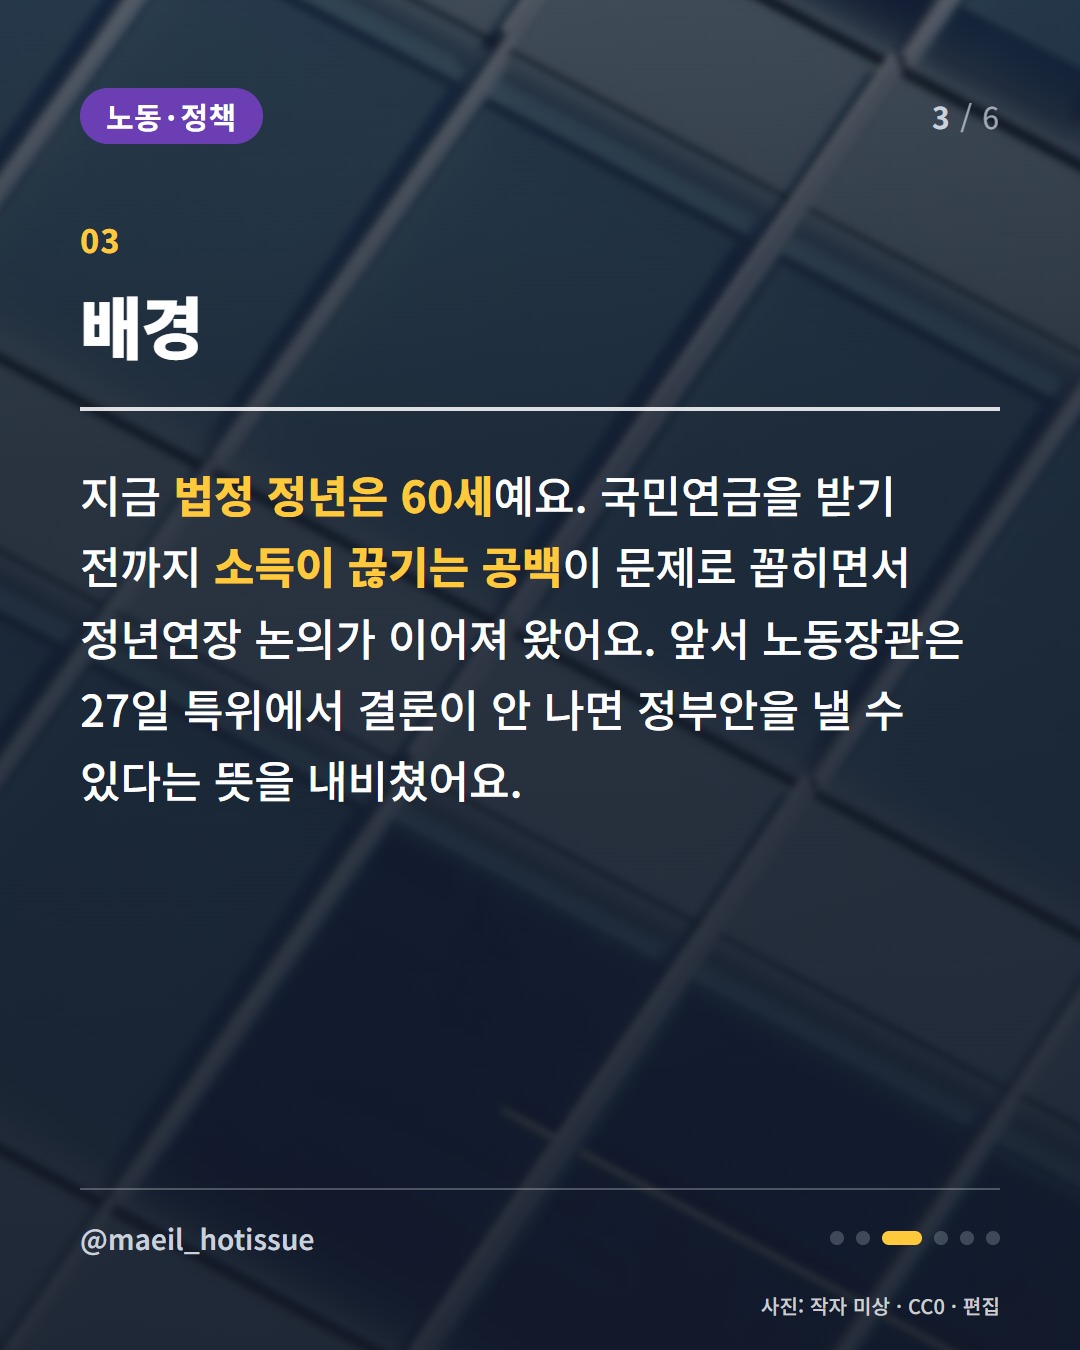 노동·정책
3 / 6
03
배경
지금 법정 정년은 60세예요. 국민연금을 받기
전까지 소득이 끊기는 공백이 문제로 꼽히면서
정년연장 논의가 이어져 왔어요. 앞서 노동장관은
27일 특위에서 결론이 안 나면 정부안을 낼 수
있다는 뜻을 내비쳤어요.
@maeil_hotissue
사진: 작자 미상 · CC0 · 편집